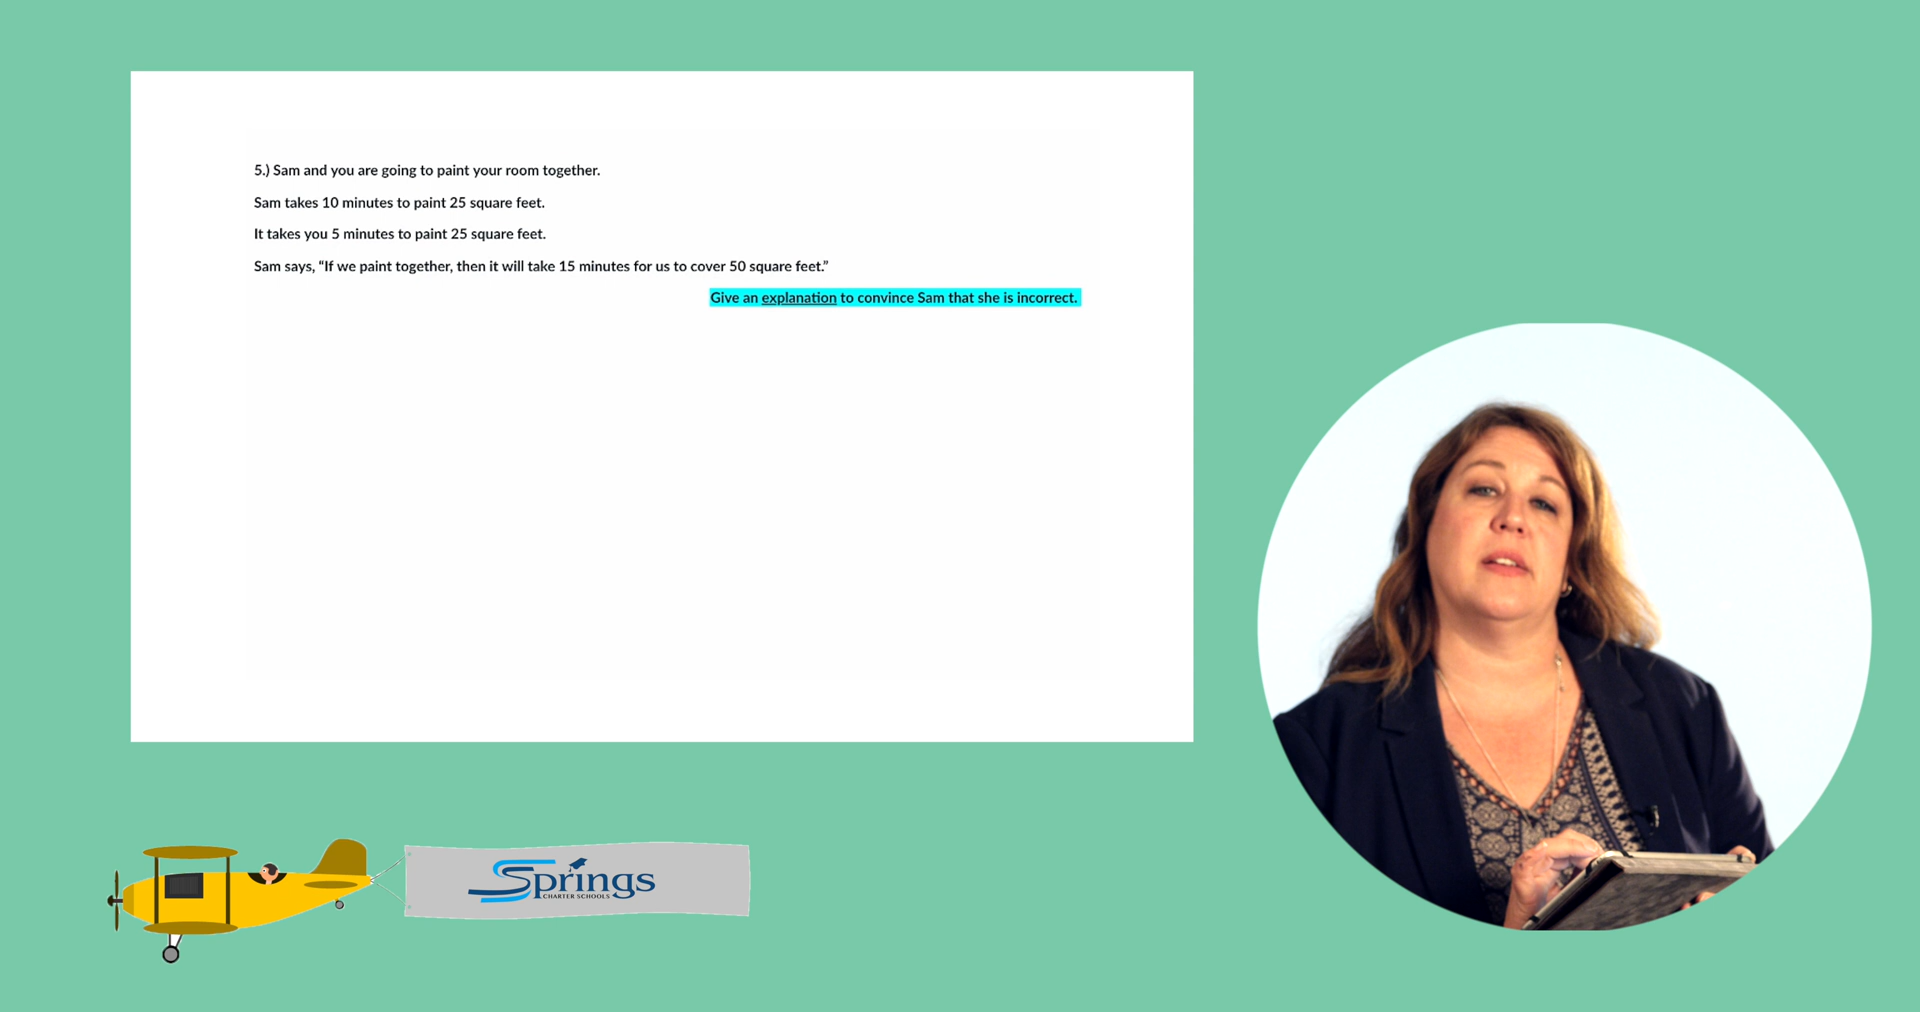 5.) Sam and you are going to paint your room together.
Sam takes 10 minutes to paint 25 square feet.
It takes you 5 minutes to paint 25 square feet.
Sam says, “If we paint together, then it will take 15 minutes for us to cover 50 square feet.”
Give an explanation to convince Sam that she is incorrect.
Springs
CHARTER SCHOOLS